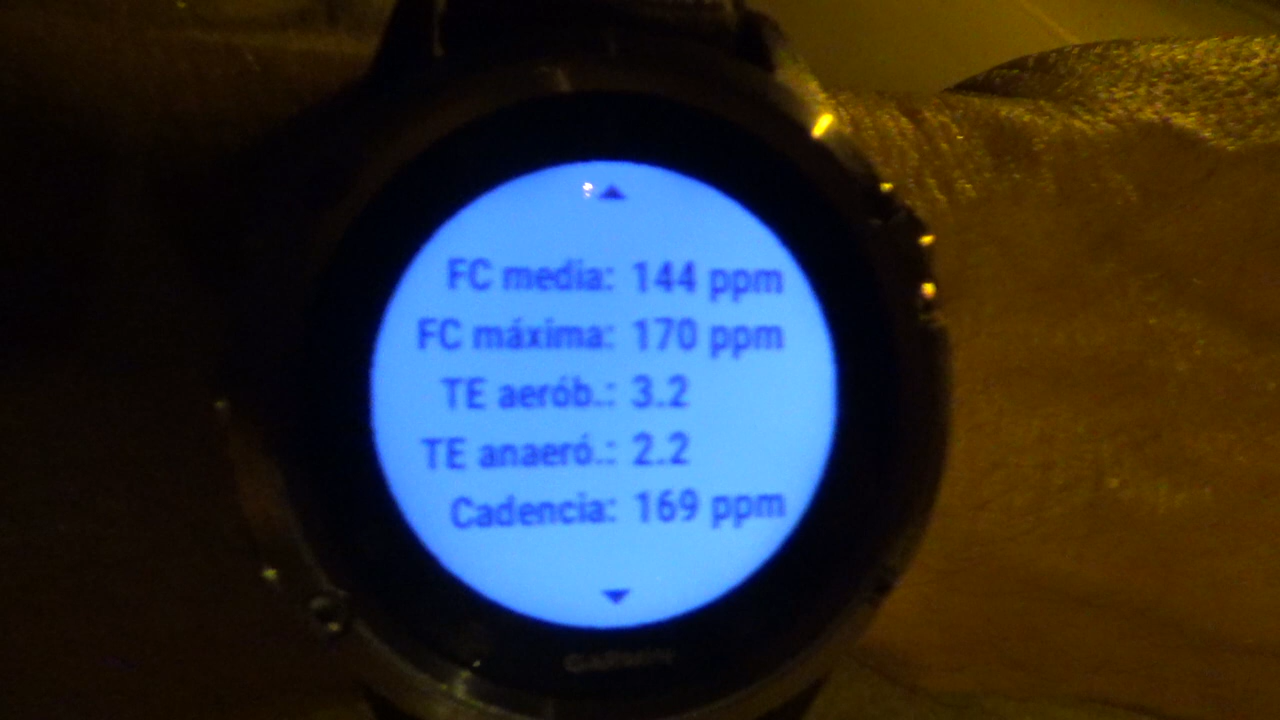 FC media: 144 ppm
FC máxima: 170 ppm
TE aerób.: 3.2
TE anaeró.: 2.2
Cadencia: 169 ppm
GARMIN